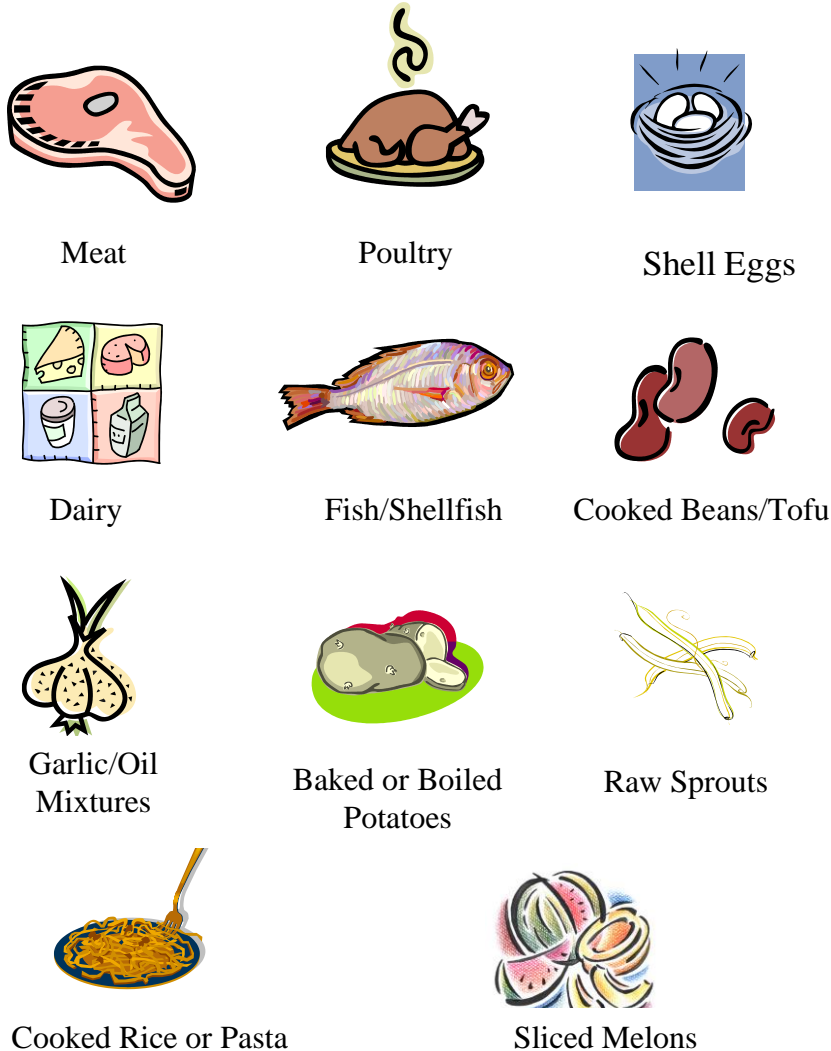 Meat
Poultry
Shell Eggs
Dairy
Fish/Shellfish
Cooked Beans/Tofu
Garlic/Oil
Mixtures
Baked or Boiled
Potatoes
Raw Sprouts
Cooked Rice or Pasta
Sliced Melons